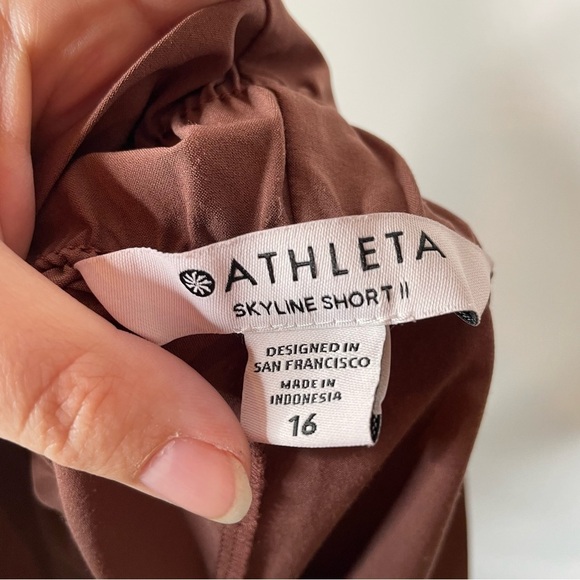 ATHLETA
SKYLINE SHORT II
DESIGNED IN
SAN FRANCISCO
MADE IN
INDONESIA
16